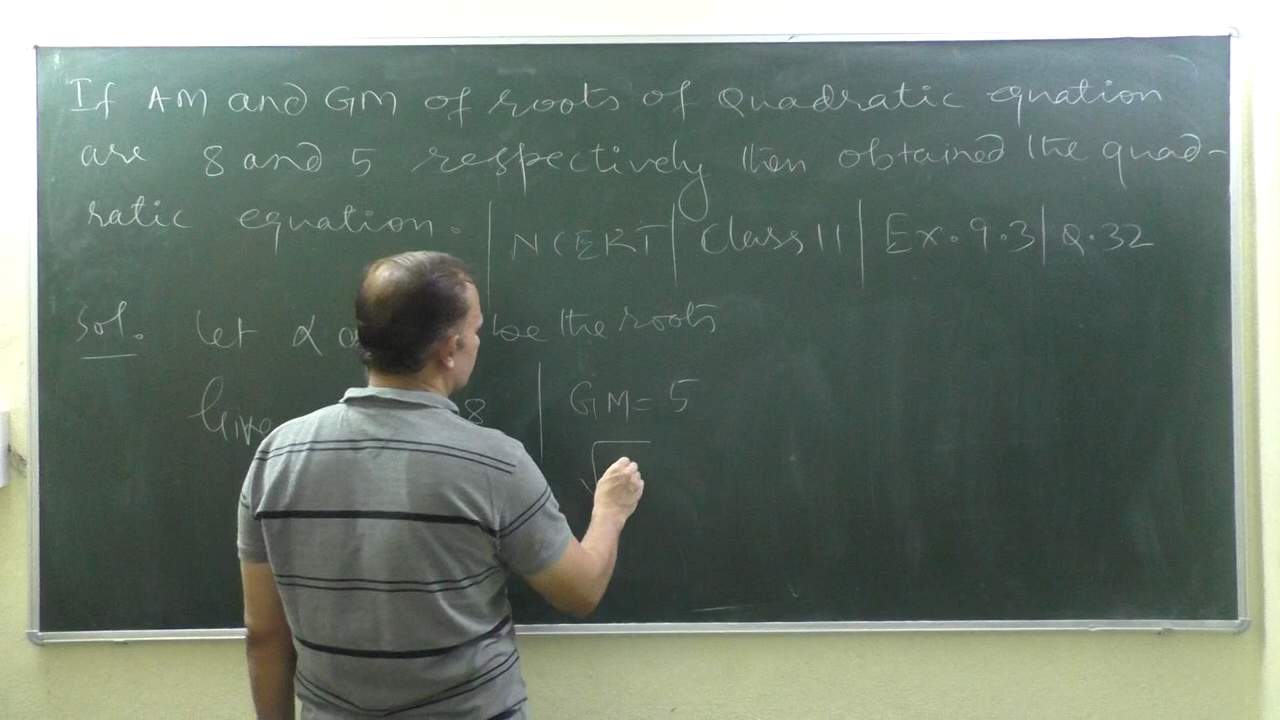 If AM and GM of roots of Quadratic equation
are 8 and 5 respectively then obtained the quad-
ratic equation. | NCERT | Class 11 | Ex. 9.3 | Q. 32
Sol. Let α be the roots
Give 8 | GM = 5
√